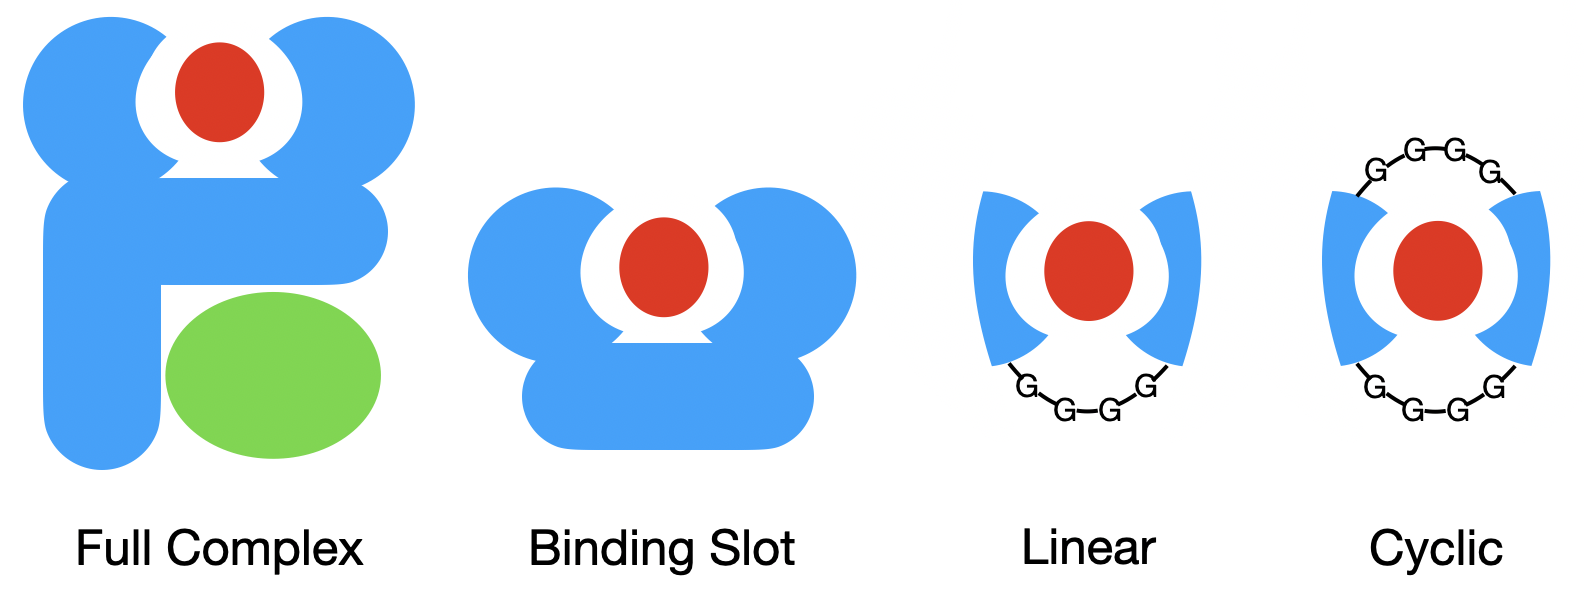 G G G G
G G G G
G G G G
Full Complex
Binding Slot
Linear
Cyclic